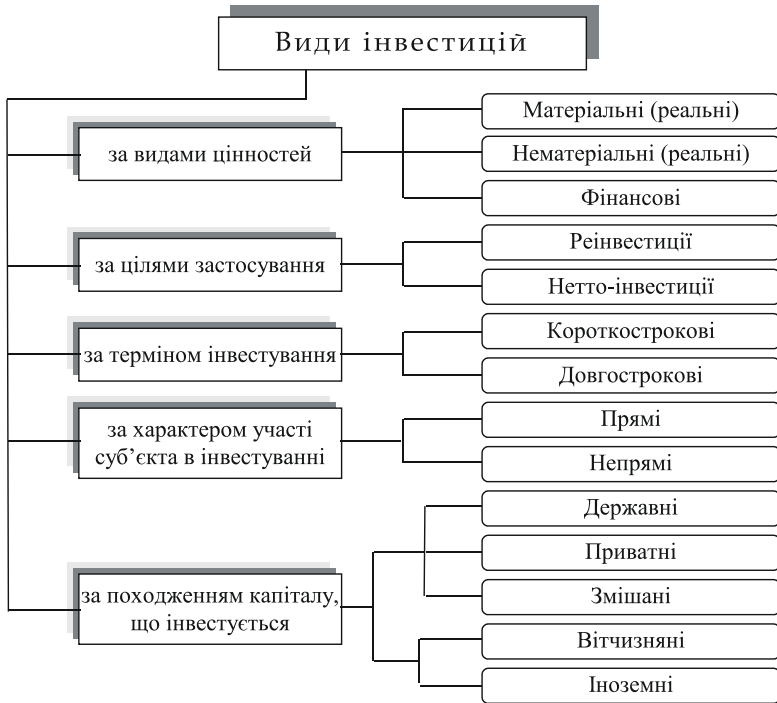 Види інвестицій
за видами цінностей
Матеріальні (реальні)
Нематеріальні (реальні)
Фінансові
за цілями застосування
Реінвестиції
Нетто-інвестиції
за терміном інвестування
Короткострокові
Довгострокові
за характером участі
суб’єкта в інвестуванні
Прямі
Непрямі
за походженням капіталу,
що інвестується
Державні
Приватні
Змішані
Вітчизняні
Іноземні